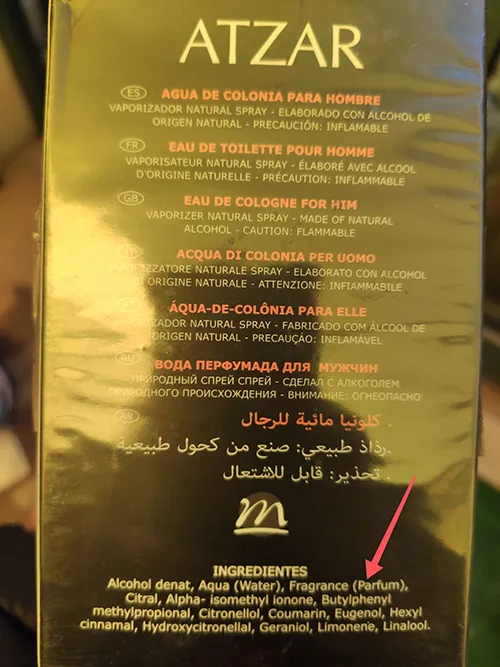 ATZAR
ES AGUA DE COLONIA PARA HOMBRE
VAPORIZADOR NATURAL SPRAY - ELABORADO CON ALCOHOL DE
ORIGEN NATURAL - PRECAUCIÓN: INFLAMABLE
FR EAU DE TOILETTE POUR HOMME
VAPORISATEUR NATURAL SPRAY - ÉLABORÉ AVEC ALCOOL
D'ORIGINE NATURELLE - PRÉCAUTION: INFLAMMABLE
GB EAU DE COLOGNE FOR HIM
VAPORIZER NATURAL SPRAY - MADE OF NATURAL
ALCOHOL - CAUTION: FLAMMABLE
ACQUA DI COLONIA PER UOMO
VAPORIZZATORE NATURALE SPRAY - ELABORATO CON ALCOHOL
DI ORIGINE NATURALE - ATTENZIONE: INFIAMMABILE
ÁQUA-DE-COLÔNIA PARA ELLE
VAPORIZADOR NATURAL SPRAY - FABRICADO COM ÁLCOOL DE
ORIGEN NATURAL - PRECAUÇÁO: INFLAMÁVEL
RU ВОДА ПЕРФУМАДА ДЛЯ МУЖЧИН
ПРИРОДНЫЙ СПРЕЙ СПРЕЙ - СДЕЛАЛ С АЛКОГОЛЕМ
ПРИРОДНОГО ПРОИСХОЖДЕНИЯ - ВНИМАНИЕ: ОГНЕОПАСНО
AR كلونيا مائية للرجال .
رذاذ طبيعي: صنع من كحول طبيعية.
تحذير: قابل للاشتعال .
m
INGREDIENTES
Alcohol denat, Aqua (Water), Fragrance (Parfum),
Citral, Alpha- isomethyl ionone, Butylphenyl
methylpropional, Citronellol, Coumarin, Eugenol, Hexyl
cinnamal, Hydroxycitronellal, Geraniol, Limonene, Linalool.